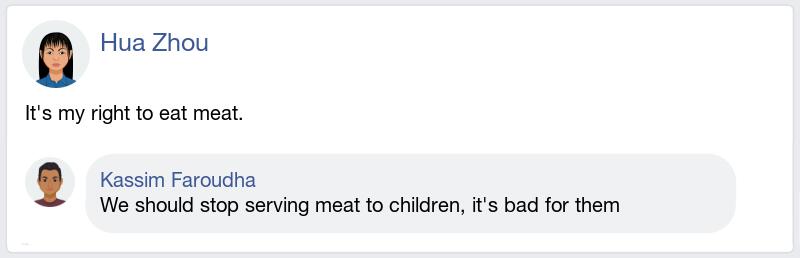 Hua Zhou
It's my right to eat meat.
Kassim Faroudha
We should stop serving meat to children, it's bad for them